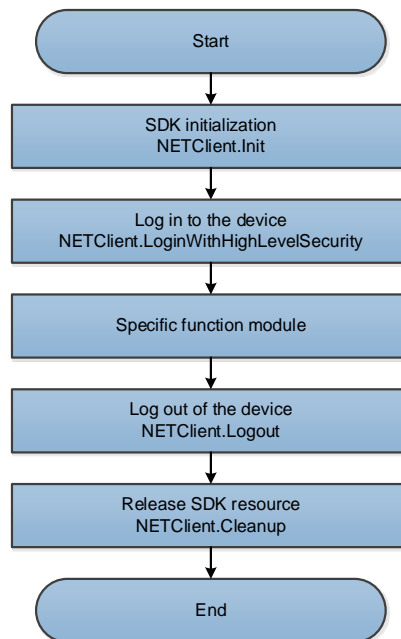 Start
SDK initialization
NETClient.Init
Log in to the device
NETClient.LoginWithHighLevelSecurity
Specific function module
Log out of the device
NETClient.Logout
Release SDK resource
NETClient.Cleanup
End